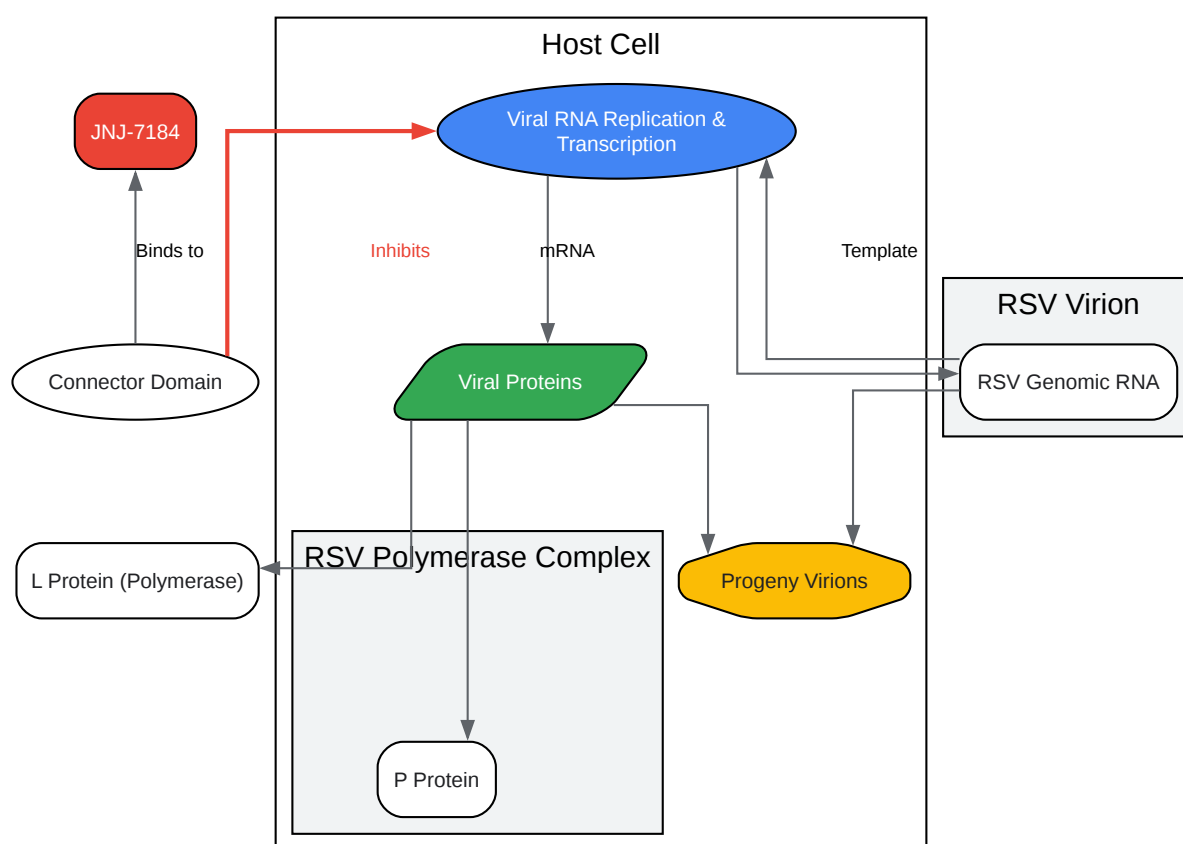 Host Cell
JNJ-7184
Viral RNA Replication &
Transcription
Binds to
Inhibits
mRNA
Template
RSV Virion
Connector Domain
Viral Proteins
RSV Genomic RNA
RSV Polymerase Complex
L Protein (Polymerase)
Progeny Virions
P Protein